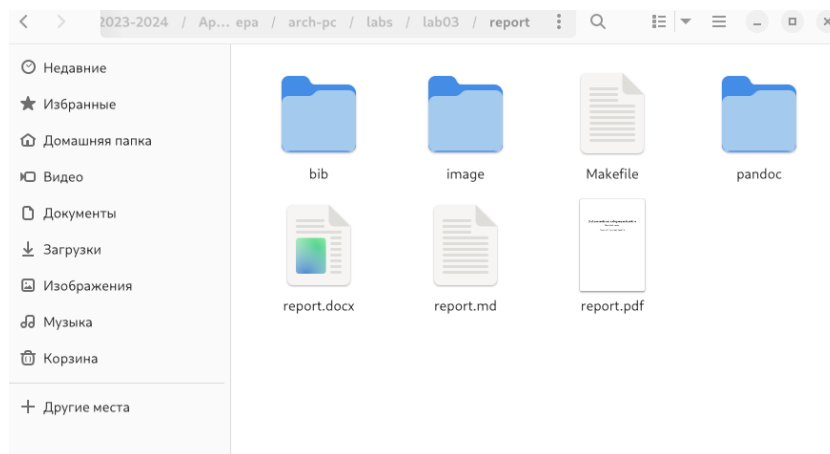 2023-2024 / Ap... ера / arch-pc / labs / lab03 / report
Недавние
Избранные
Домашняя папка
Видео
Документы
Загрузки
Изображения
Музыка
Корзина
Другие места
bib
image
Makefile
pandoc
report.docx
report.md
report.pdf